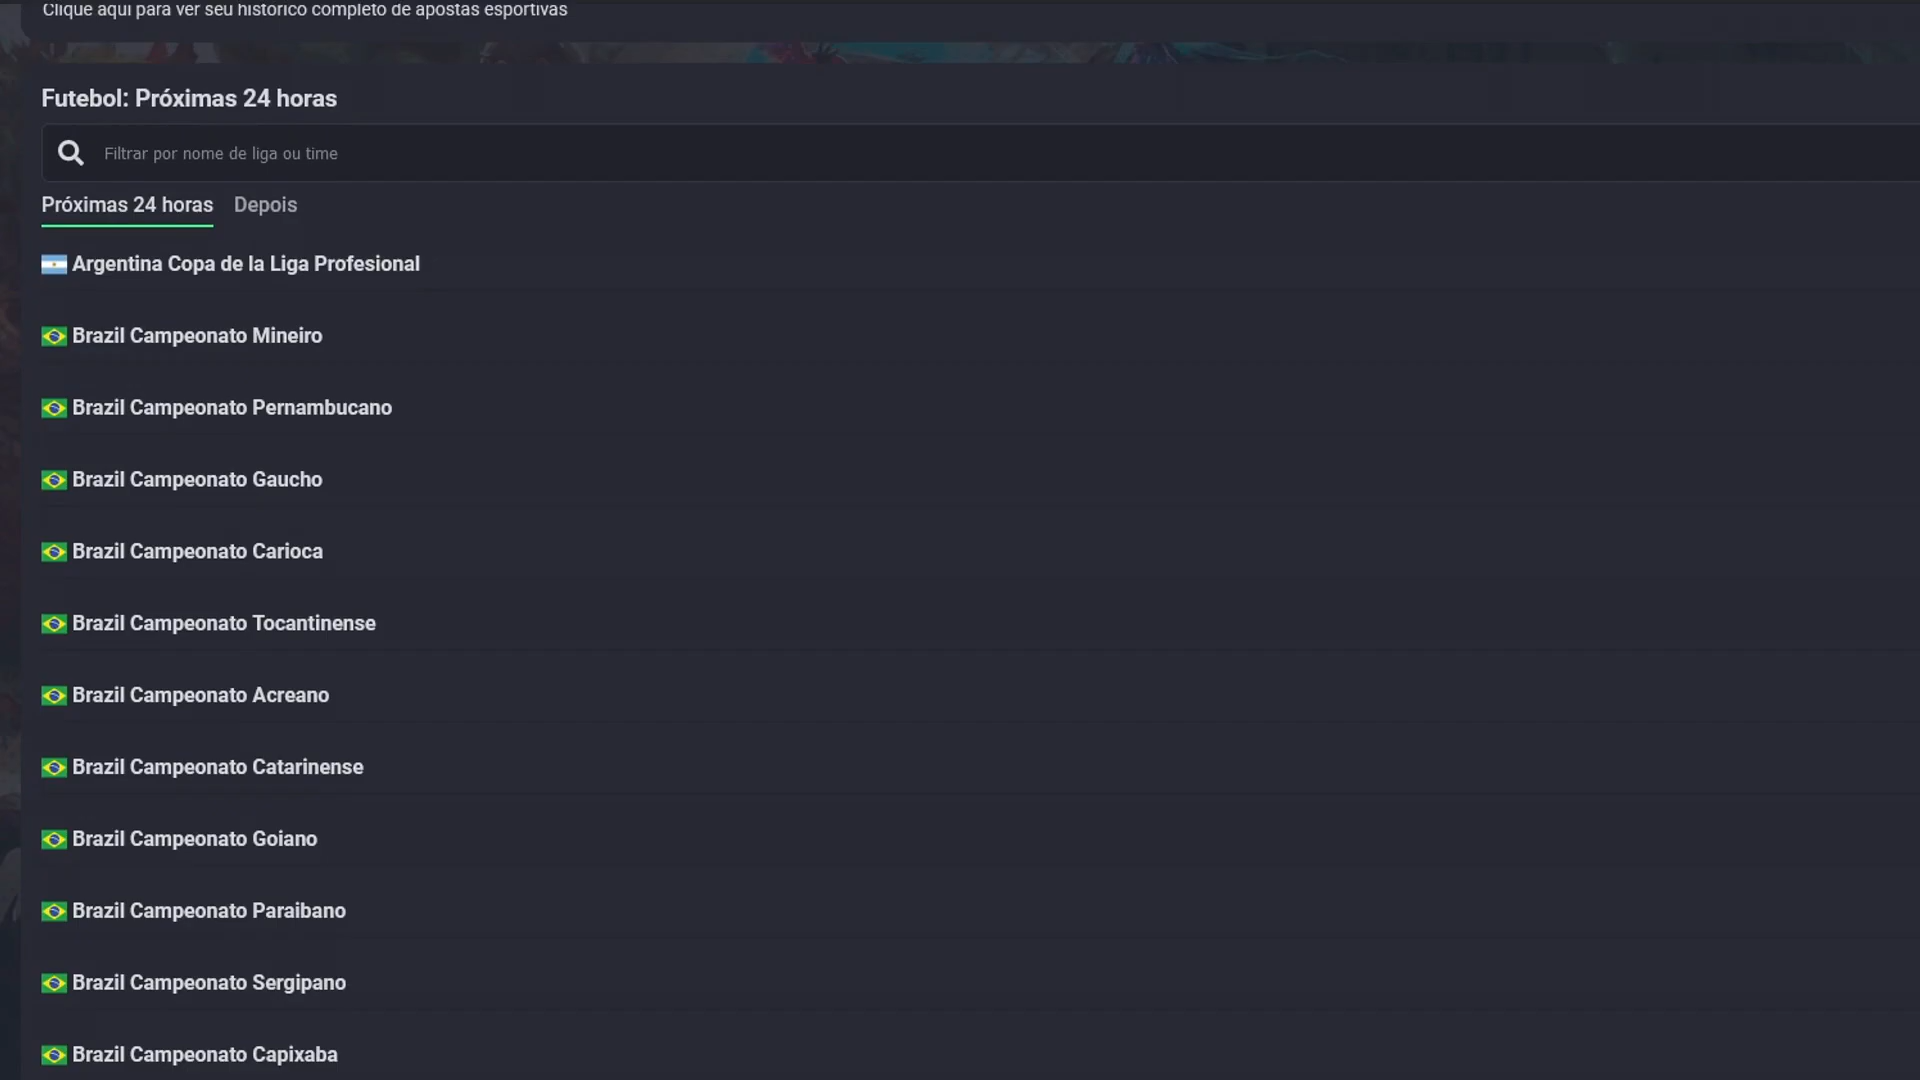 Clique aqui para ver seu histórico completo de apostas esportivas
Futebol: Próximas 24 horas
Filtrar por nome de liga ou time
Próximas 24 horas Depois
Argentina Copa de la Liga Profesional
Brazil Campeonato Mineiro
Brazil Campeonato Pernambucano
Brazil Campeonato Gaucho
Brazil Campeonato Carioca
Brazil Campeonato Tocantinense
Brazil Campeonato Acreano
Brazil Campeonato Catarinense
Brazil Campeonato Goiano
Brazil Campeonato Paraibano
Brazil Campeonato Sergipano
Brazil Campeonato Capixaba